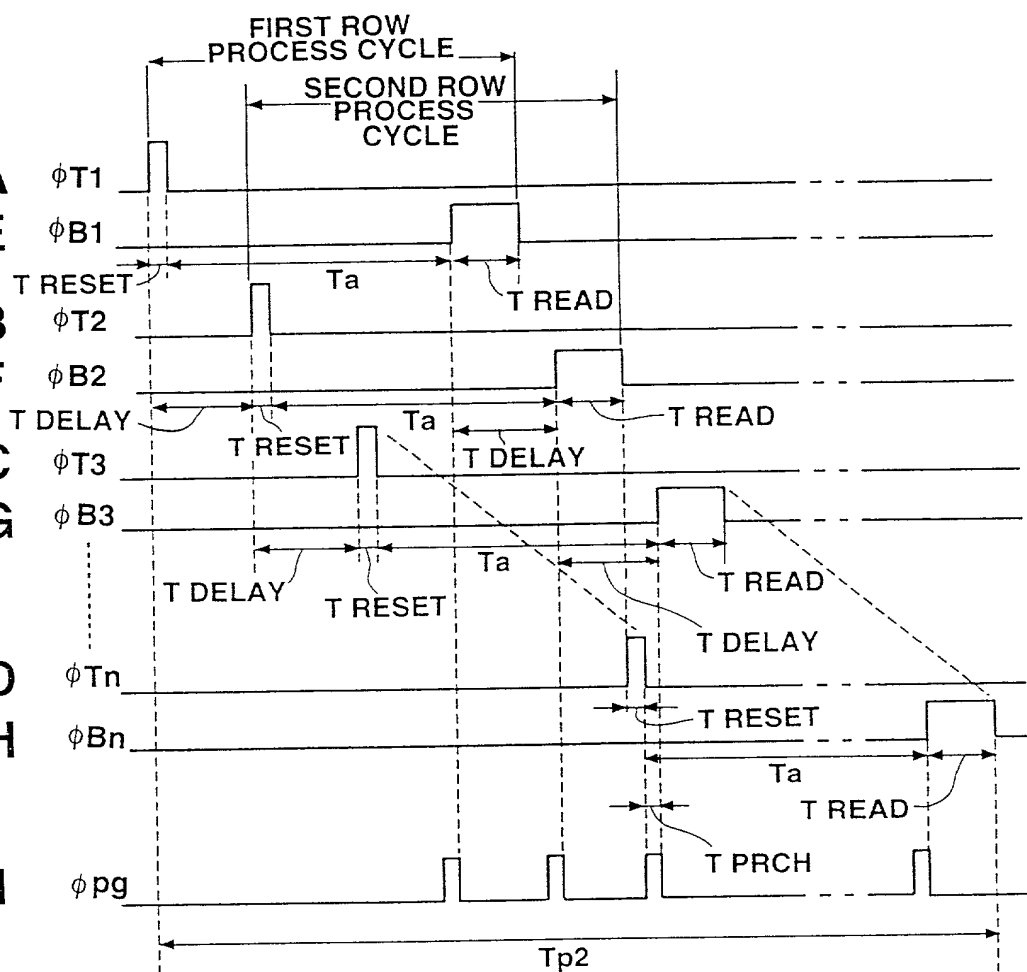 FIRST ROW
PROCESS CYCLE
SECOND ROW
PROCESS
CYCLE
A φT1
E φB1
T RESET Ta T READ
B φT2
F φB2
T DELAY T RESET Ta T DELAY T READ
C φT3
G φB3
T DELAY T RESET Ta T READ
T DELAY
D φTn
T RESET
H φBn
Ta T READ
T PRCH
φpg
Tp2